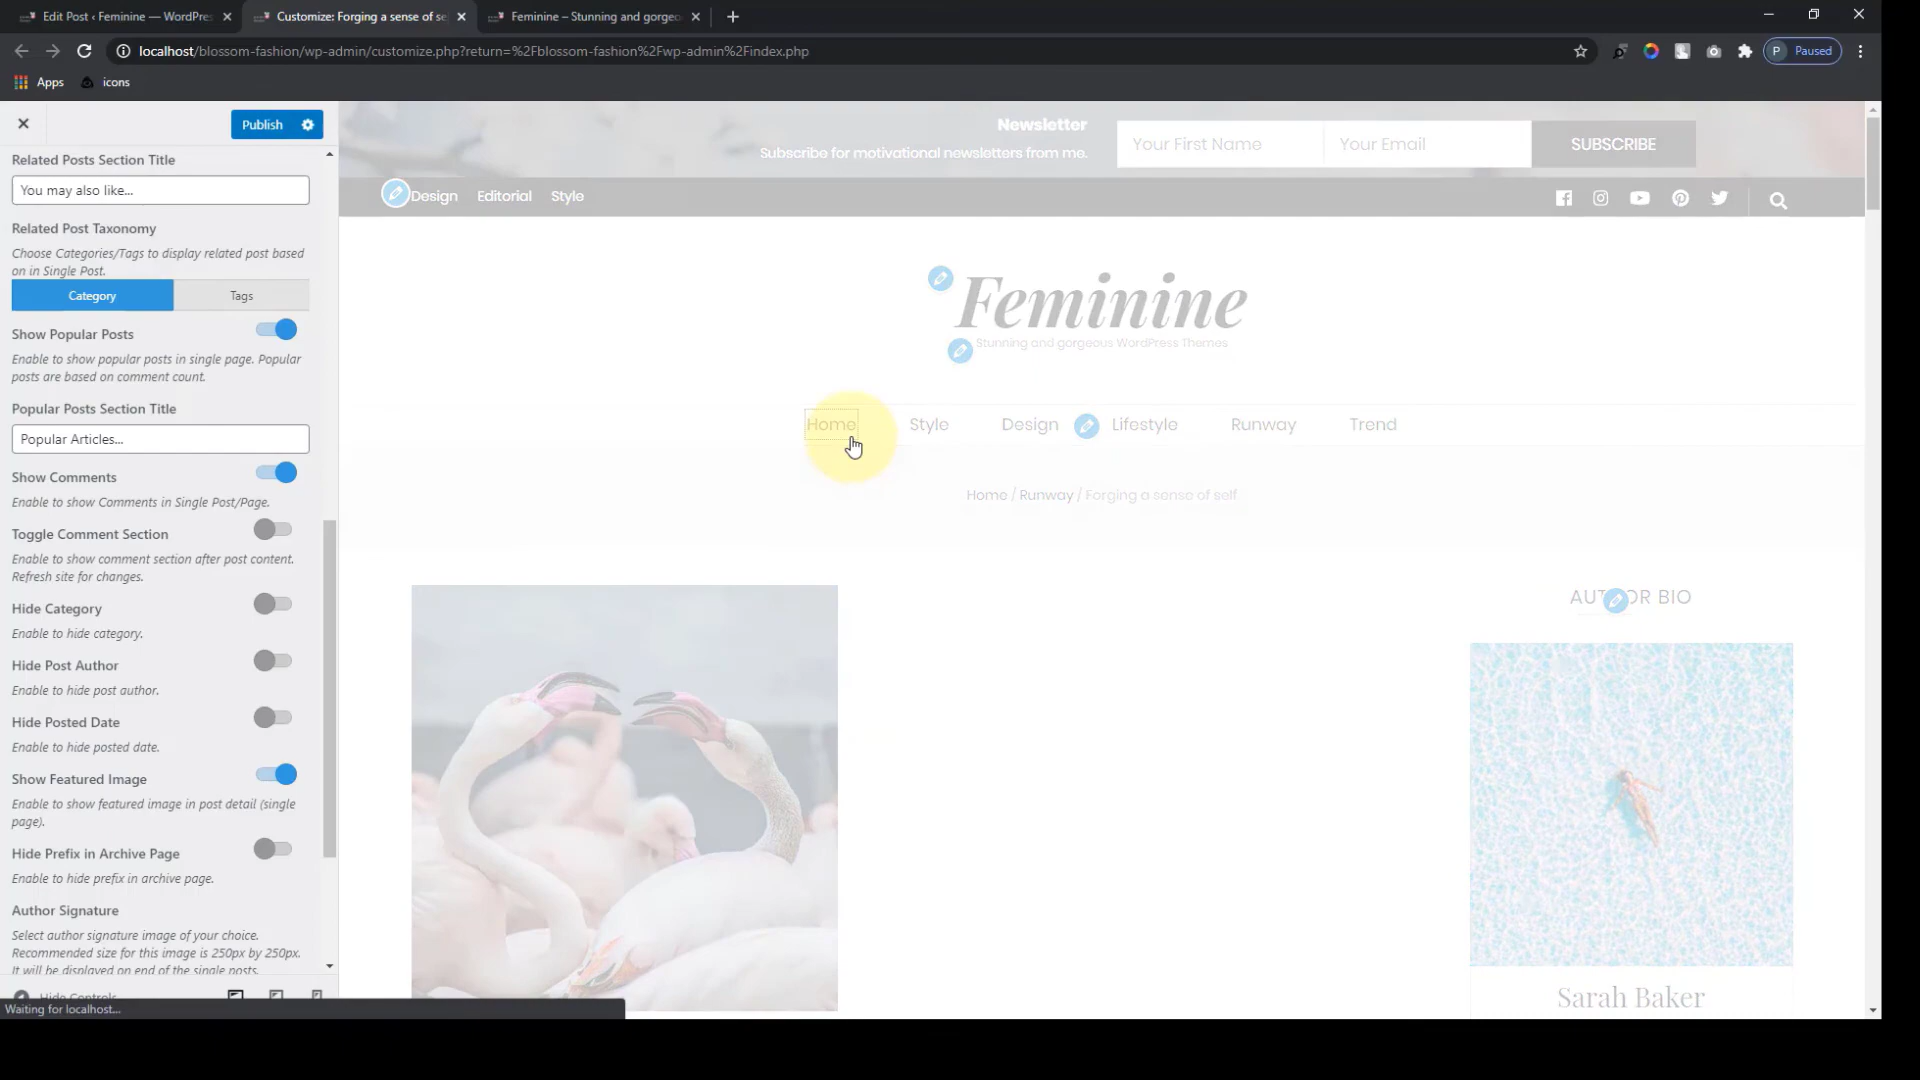 Edit Post ‹ Feminine — WordPres
Customize: Forging a sense of se
Feminine – Stunning and gorgeo
localhost/blossom-fashion/wp-admin/customize.php?return=%2Fblossom-fashion%2Fwp-admin%2Findex.php
P Paused
Apps
icons
Publish
Related Posts Section Title
You may also like...
Related Post Taxonomy
Choose Categories/Tags to display related post based
on in Single Post.
Category
Tags
Show Popular Posts
Enable to show popular posts in single page. Popular
posts are based on comment count.
Popular Posts Section Title
Popular Articles...
Show Comments
Enable to show Comments in Single Post/Page.
Toggle Comment Section
Enable to show comment section after post content.
Refresh site for changes.
Hide Category
Enable to hide category.
Hide Post Author
Enable to hide post author.
Hide Posted Date
Enable to hide posted date.
Show Featured Image
Enable to show featured image in post detail (single
page).
Hide Prefix in Archive Page
Enable to hide prefix in archive page.
Author Signature
Select author signature image of your choice.
Recommended size for this image is 250px by 250px.
It will be displayed on end of the single posts.
Hide Controls
Waiting for localhost...
Newsletter
Subscribe for motivational newsletters from me.
Your First Name
Your Email
SUBSCRIBE
Design
Editorial
Style
Feminine
Stunning and gorgeous WordPress Themes
Home
Style
Design
Lifestyle
Runway
Trend
Home / Runway / Forging a sense of self
AUTHOR BIO
Sarah Baker